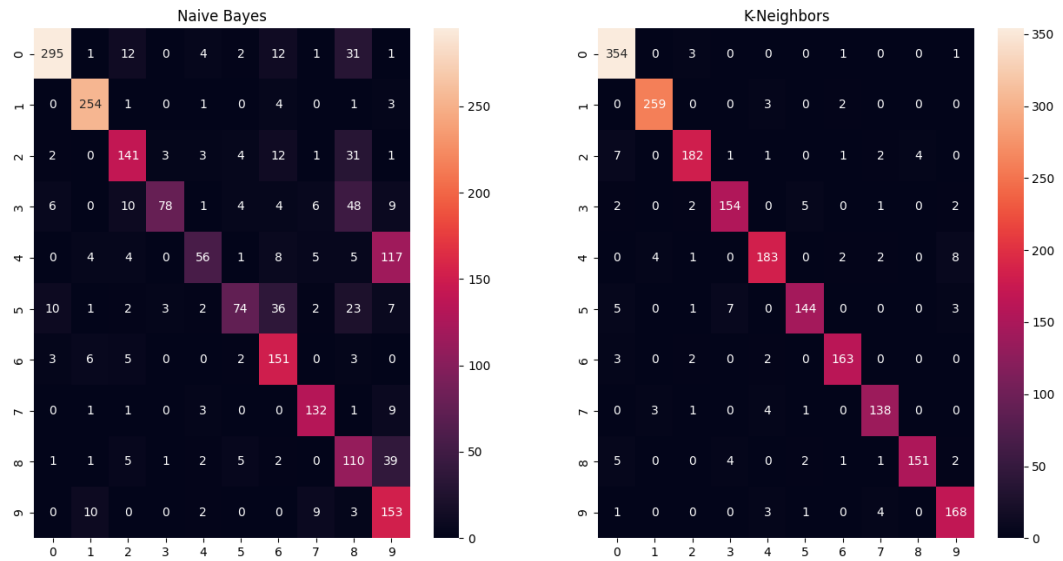 Naive Bayes
K-Neighbors
0 295 1 12 0 4 2 12 1 31 1
1 0 254 1 0 1 0 4 0 1 3
2 2 0 141 3 3 4 12 1 31 1
3 6 0 10 78 1 4 4 6 48 9
4 0 4 4 0 56 1 8 5 5 117
5 10 1 2 3 2 74 36 2 23 7
6 3 6 5 0 0 2 151 0 3 0
7 0 1 1 0 3 0 0 132 1 9
8 1 1 5 1 2 5 2 0 110 39
9 0 10 0 0 2 0 0 9 3 153
0 1 2 3 4 5 6 7 8 9
250
200
150
100
50
0
0 354 0 3 0 0 0 1 0 0 1
1 0 259 0 0 3 0 2 0 0 0
2 7 0 182 1 1 0 1 2 4 0
3 2 0 2 154 0 5 0 1 0 2
4 0 4 1 0 183 0 2 2 0 8
5 5 0 1 7 0 144 0 0 0 3
6 3 0 2 0 2 0 163 0 0 0
7 0 3 1 0 4 1 0 138 0 0
8 5 0 0 4 0 2 1 1 151 2
9 1 0 0 0 3 1 0 4 0 168
0 1 2 3 4 5 6 7 8 9
350
300
250
200
150
100
50
0